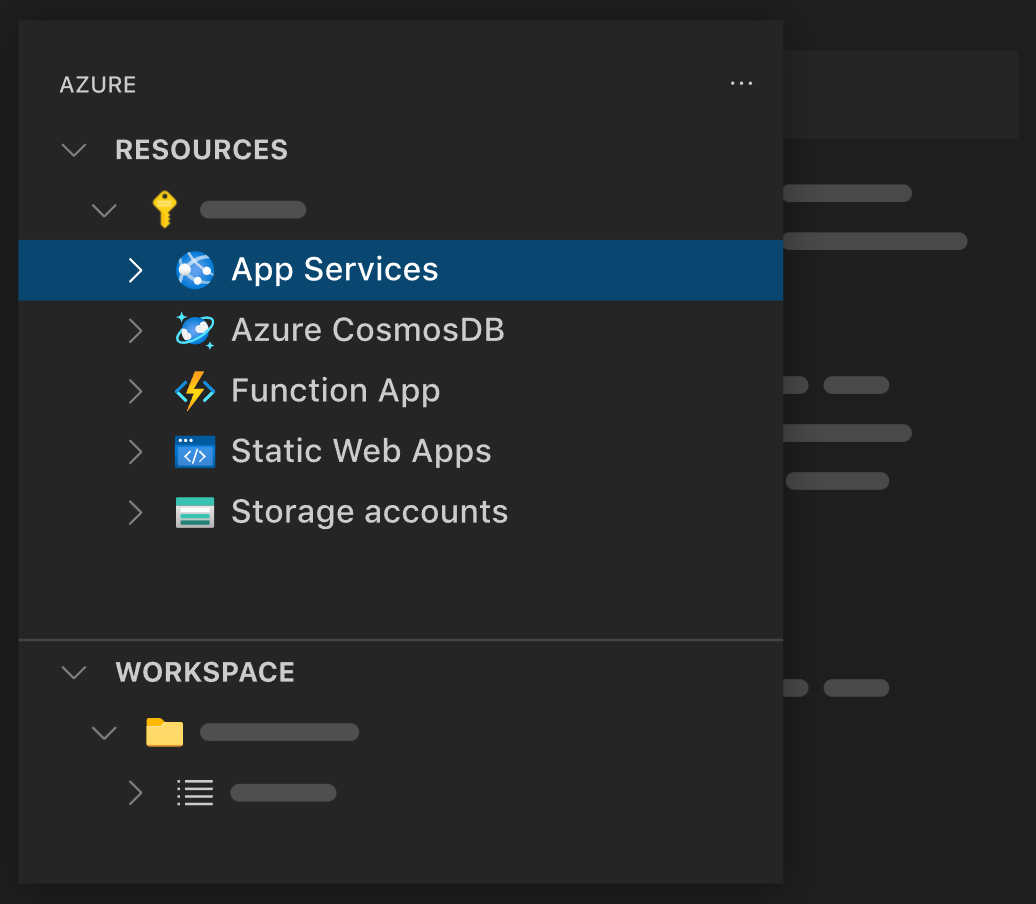 AZURE
RESOURCES
App Services
Azure CosmosDB
Function App
Static Web Apps
Storage accounts
WORKSPACE